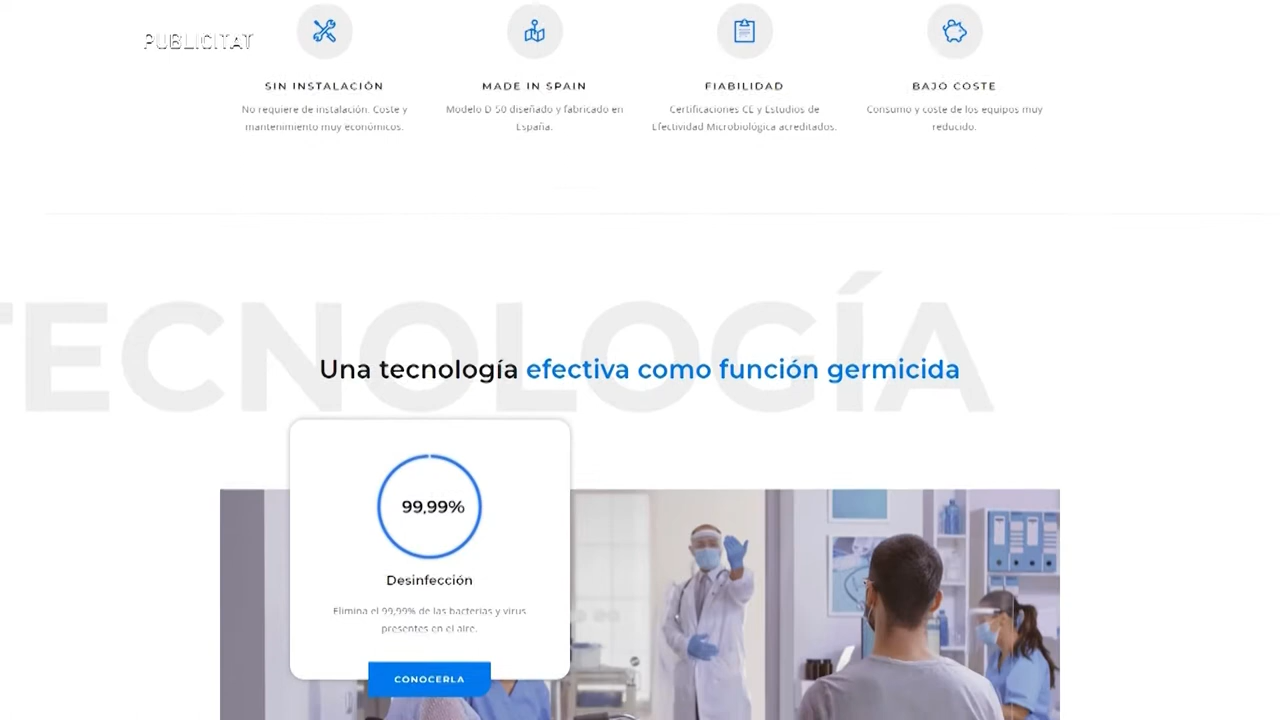 PUBLICITAT
SIN INSTALACIÓN
No requiere de instalación. Coste y
mantenimiento muy económicos.
MADE IN SPAIN
Modelo D 50 diseñado y fabricado en
España.
FIABILIDAD
Certificaciones CE y Estudios de
Efectividad Microbiológica acreditados.
BAJO COSTE
Consumo y coste de los equipos muy
reducido.
TECNOLOGÍA
Una tecnología efectiva como función germicida
99,99%
Desinfección
Elimina el 99,99% de las bacterias y virus
presentes en el aire.
CONOCERLA